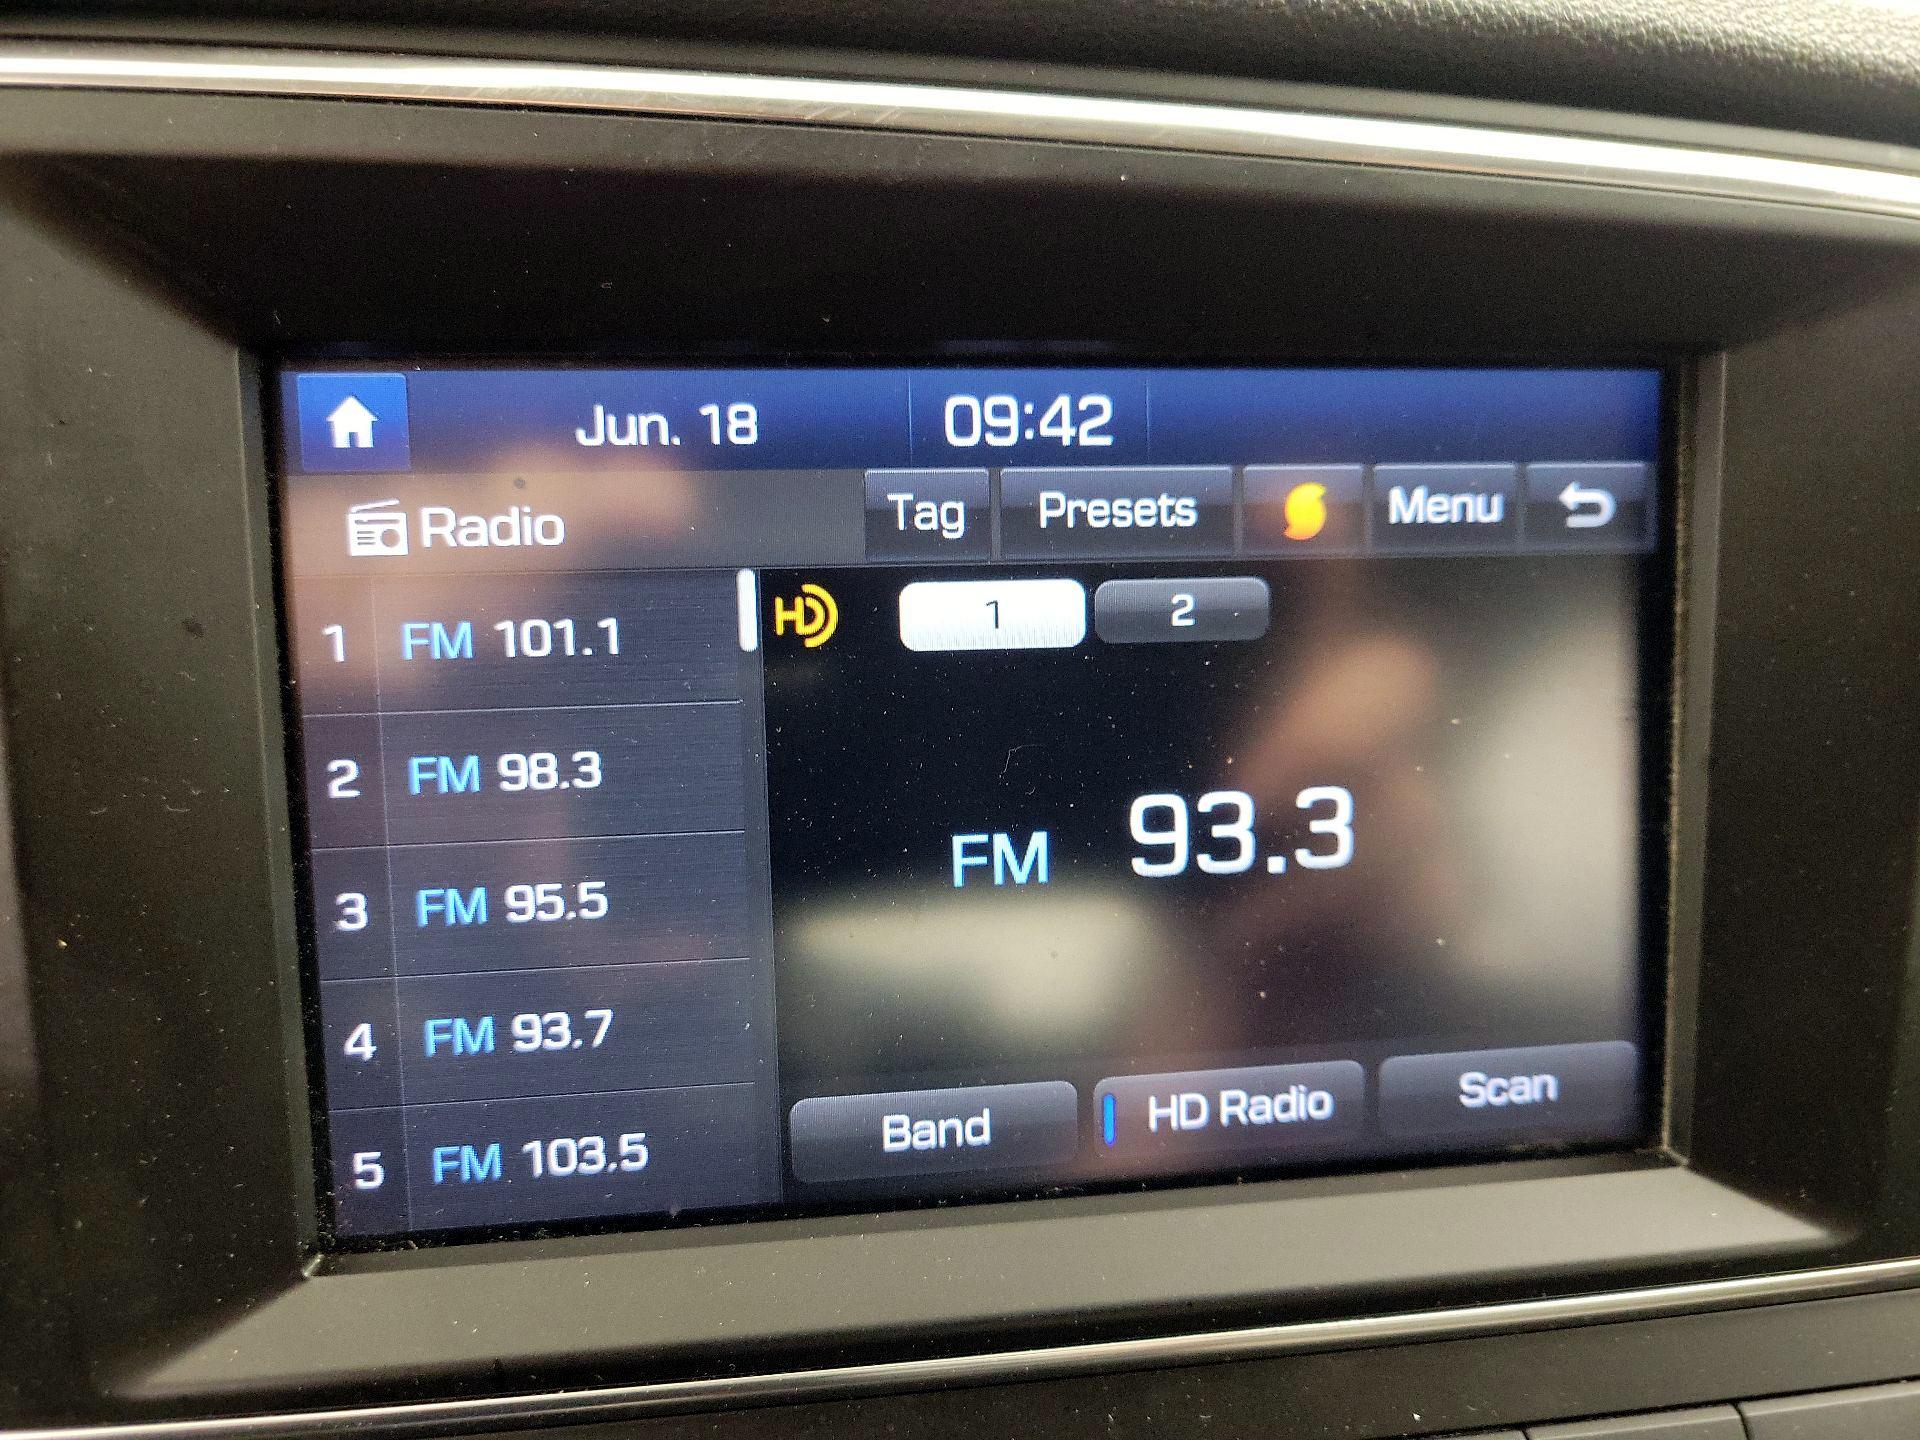 Jun. 18 09:42
Radio Tag Presets Menu
HD 1 2
1 FM 101.1
2 FM 98.3
3 FM 95.5
4 FM 93.7
5 FM 103.5
FM 93.3
Band HD Radio Scan